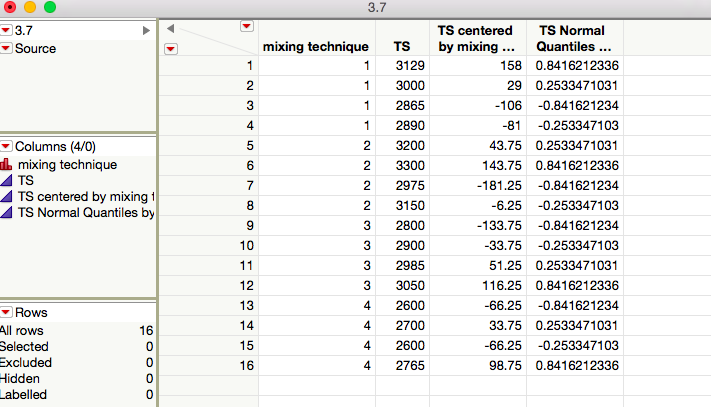 3.7
3.7
Source
Columns (4/0)
mixing technique
TS
TS centered by mixing t
TS Normal Quantiles by
Rows
All rows 16
Selected 0
Excluded 0
Hidden 0
Labelled 0
mixing technique TS TS centered by mixing ... TS Normal Quantiles ...
1 1 3129 158 0.8416212336
2 1 3000 29 0.2533471031
3 1 2865 -106 -0.841621234
4 1 2890 -81 -0.253347103
5 2 3200 43.75 0.2533471031
6 2 3300 143.75 0.8416212336
7 2 2975 -181.25 -0.841621234
8 2 3150 -6.25 -0.253347103
9 3 2800 -133.75 -0.841621234
10 3 2900 -33.75 -0.253347103
11 3 2985 51.25 0.2533471031
12 3 3050 116.25 0.8416212336
13 4 2600 -66.25 -0.841621234
14 4 2700 33.75 0.2533471031
15 4 2600 -66.25 -0.253347103
16 4 2765 98.75 0.8416212336